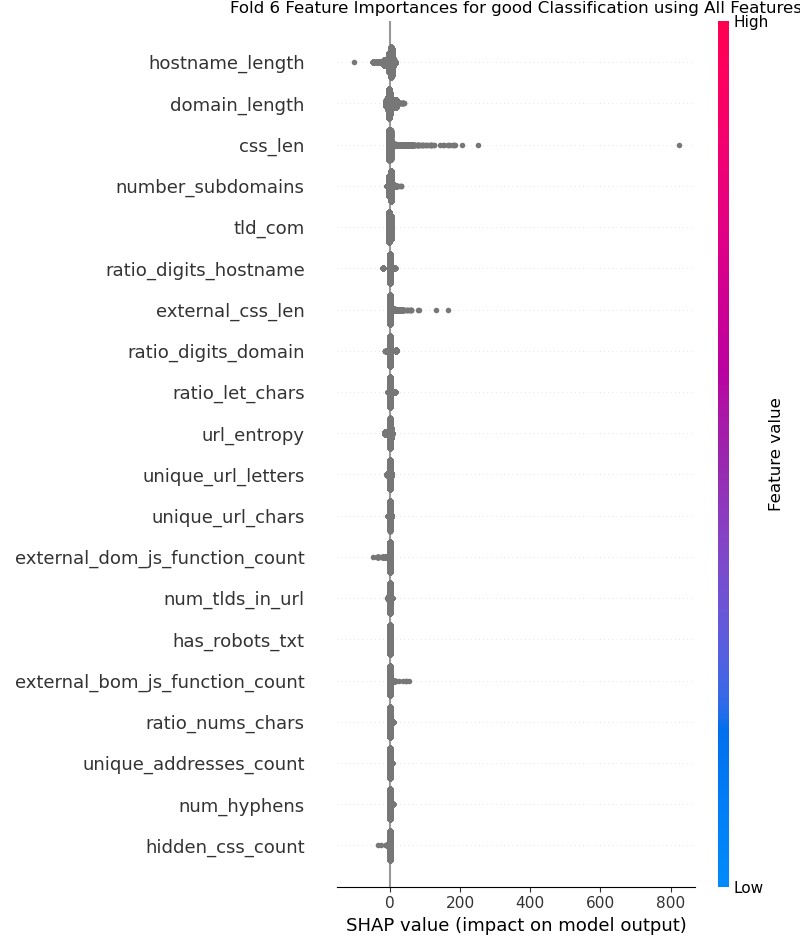 Fold 6 Feature Importances for good Classification using All Features
High
hostname_length
domain_length
css_len
number_subdomains
tld_com
ratio_digits_hostname
external_css_len
ratio_digits_domain
ratio_let_chars
url_entropy
unique_url_letters
unique_url_chars
external_dom_js_function_count
num_tlds_in_url
has_robots_txt
external_bom_js_function_count
ratio_nums_chars
unique_addresses_count
num_hyphens
hidden_css_count
Feature value
Low
0 200 400 600 800
SHAP value (impact on model output)